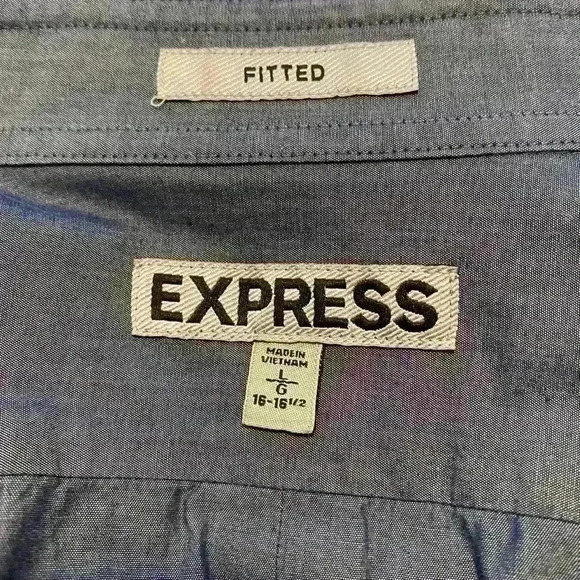 FITTED
EXPRESS
MADE IN
VIETNAM
L
G
16-16 1/2